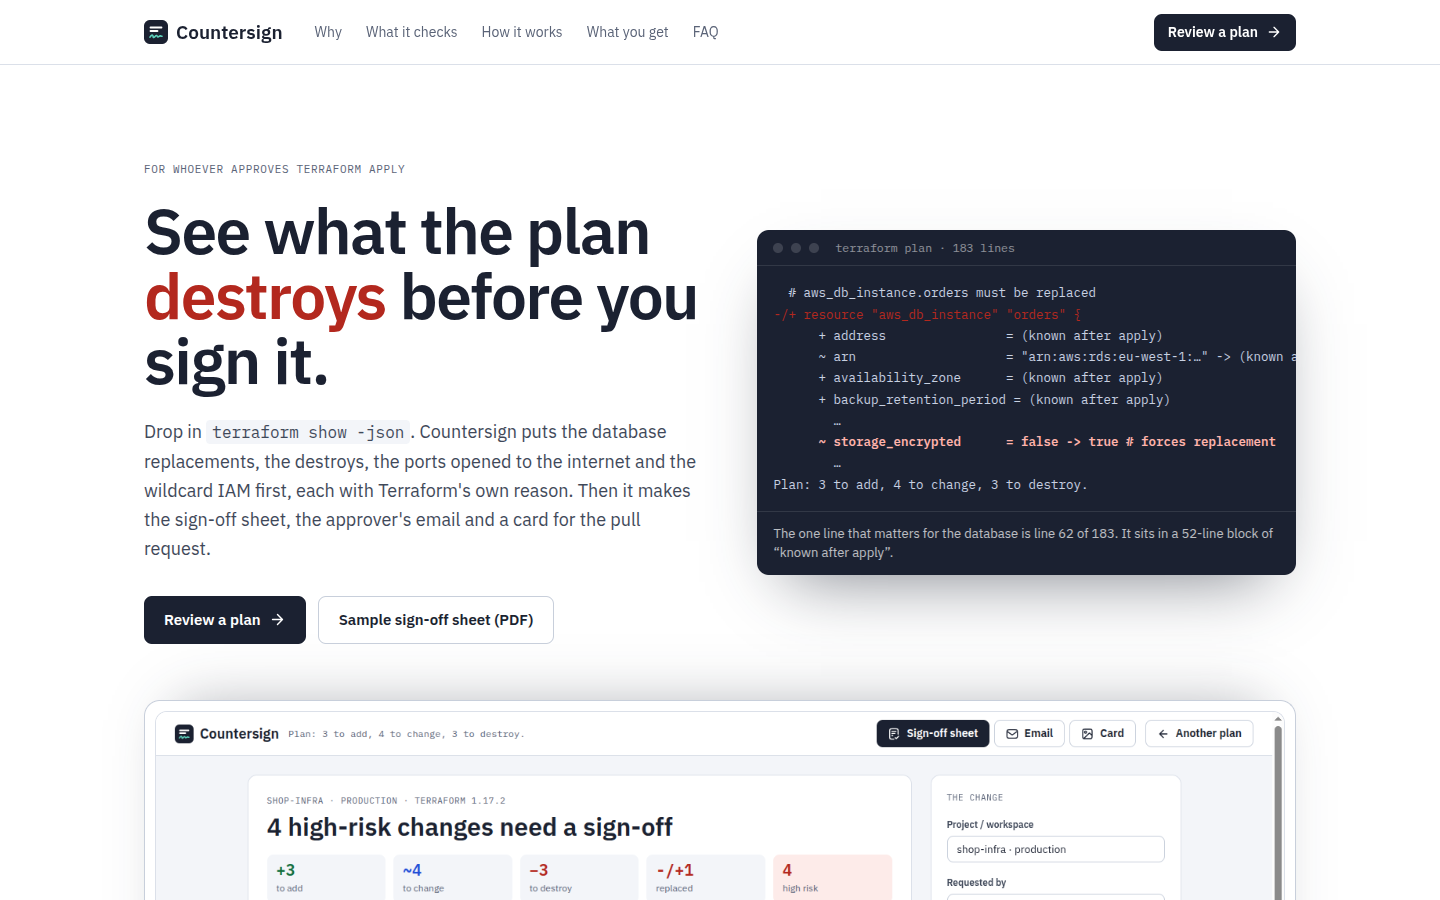 Countersign
Why
What it checks
How it works
What you get
FAQ
Review a plan
FOR WHOEVER APPROVES TERRAFORM APPLY
See what the plan
destroys before you
sign it.
Drop in terraform show -json. Countersign puts the database
replacements, the destroys, the ports opened to the internet and the
wildcard IAM first, each with Terraform's own reason. Then it makes
the sign-off sheet, the approver's email and a card for the pull
request.
Review a plan
Sample sign-off sheet (PDF)
terraform plan · 183 lines
# aws_db_instance.orders must be replaced
-/+ resource "aws_db_instance" "orders" {
+ address = (known after apply)
~ arn = "arn:aws:rds:eu-west-1:…" -> (known a
+ availability_zone = (known after apply)
+ backup_retention_period = (known after apply)
…
~ storage_encrypted = false -> true # forces replacement
…
Plan: 3 to add, 4 to change, 3 to destroy.
The one line that matters for the database is line 62 of 183. It sits in a 52-line block of
“known after apply”.
Countersign
Plan: 3 to add, 4 to change, 3 to destroy.
Sign-off sheet
Email
Card
Another plan
SHOP-INFRA · PRODUCTION · TERRAFORM 1.17.2
4 high-risk changes need a sign-off
+3
to add
~4
to change
−3
to destroy
-/+1
replaced
4
high risk
THE CHANGE
Project / workspace
shop-infra · production
Requested by